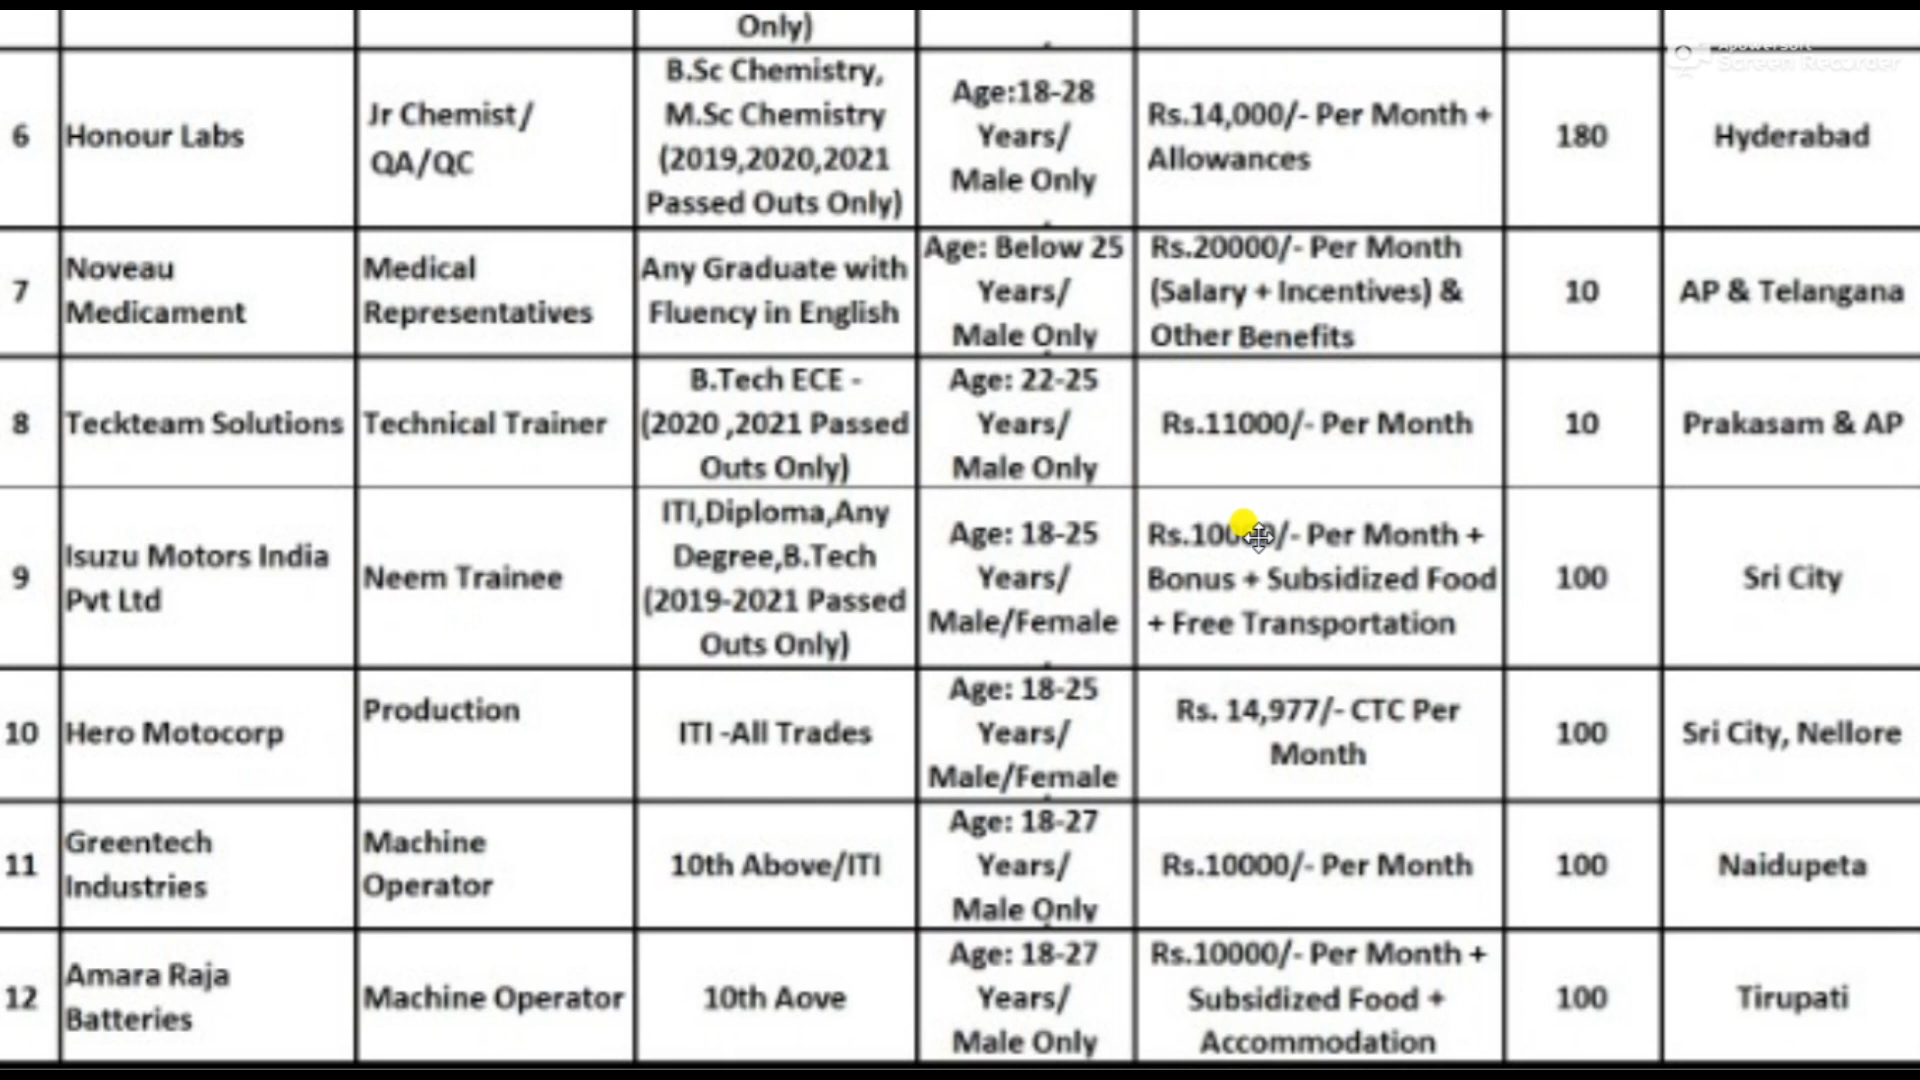 Only)
6
Honour Labs
Jr Chemist/
QA/QC
B.Sc Chemistry,
M.Sc Chemistry
(2019,2020,2021
Passed Outs Only)
Age:18-28
Years/
Male Only
Rs.14,000/- Per Month +
Allowances
180
Hyderabad
Apowersoft
Screen Recorder
7
Noveau
Medicament
Medical
Representatives
Any Graduate with
Fluency in English
Age: Below 25
Years/
Male Only
Rs.20000/- Per Month
(Salary + Incentives) &
Other Benefits
10
AP & Telangana
8
Teckteam Solutions
Technical Trainer
B.Tech ECE -
(2020 ,2021 Passed
Outs Only)
Age: 22-25
Years/
Male Only
Rs.11000/- Per Month
10
Prakasam & AP
9
Isuzu Motors India
Pvt Ltd
Neem Trainee
ITI,Diploma,Any
Degree,B.Tech
(2019-2021 Passed
Outs Only)
Age: 18-25
Years/
Male/Female
Per Month +
Bonus + Subsidized Food
+ Free Transportation
100
Sri City
10
Hero Motocorp
Production
ITI -All Trades
Age: 18-25
Years/
Male/Female
Rs. 14,977/- CTC Per
Month
100
Sri City, Nellore
11
Greentech
Industries
Machine
Operator
10th Above/ITI
Age: 18-27
Years/
Male Only
Rs.10000/- Per Month
100
Naidupeta
12
Amara Raja
Batteries
Machine Operator
10th Aove
Age: 18-27
Years/
Male Only
Rs.10000/- Per Month +
Subsidized Food +
Accommodation
100
Tirupati